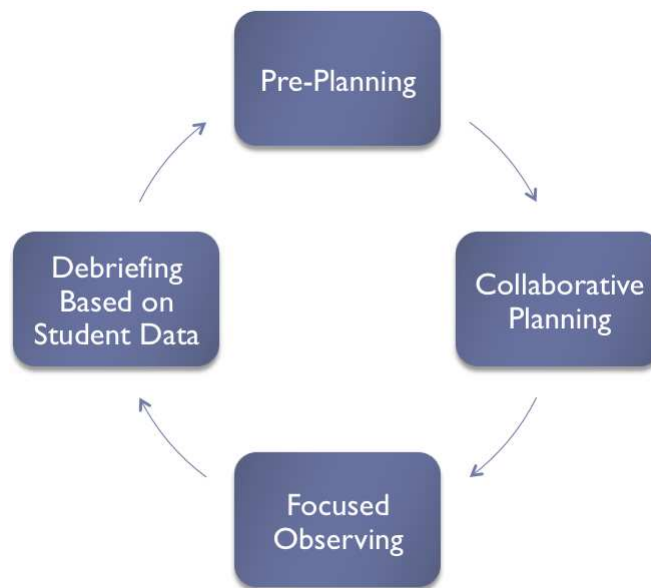 Pre-Planning
Collaborative
Planning
Focused
Observing
Debriefing
Based on
Student Data